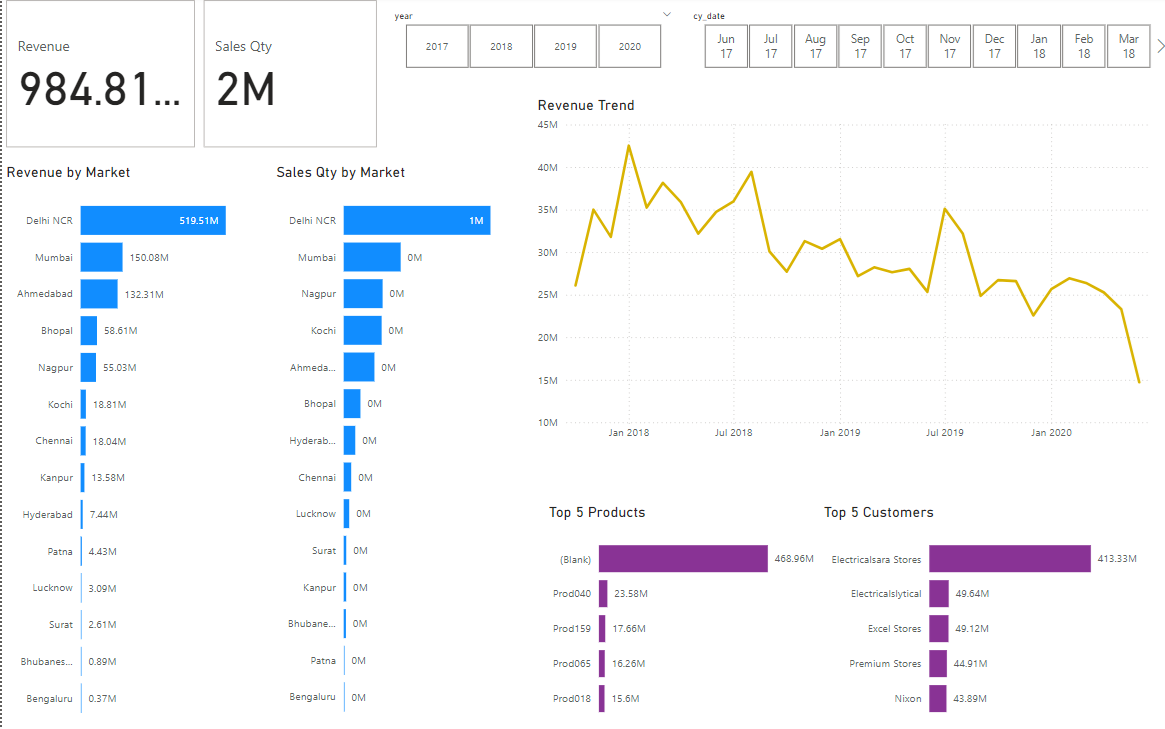 Revenue
984.81...
Sales Qty
2M
year
2017 2018 2019 2020
cy_date
Jun 17
Jul 17
Aug 17
Sep 17
Oct 17
Nov 17
Dec 17
Jan 18
Feb 18
Mar 18
Revenue by Market
Delhi NCR 519.51M
Mumbai 150.08M
Ahmedabad 132.31M
Bhopal 58.61M
Nagpur 55.03M
Kochi 18.81M
Chennai 18.04M
Kanpur 13.58M
Hyderabad 7.44M
Patna 4.43M
Lucknow 3.09M
Surat 2.61M
Bhubanes... 0.89M
Bengaluru 0.37M
Sales Qty by Market
Delhi NCR 1M
Mumbai 0M
Nagpur 0M
Kochi 0M
Ahmeda... 0M
Bhopal 0M
Hyderab... 0M
Chennai 0M
Lucknow 0M
Surat 0M
Kanpur 0M
Bhubane... 0M
Patna 0M
Bengaluru 0M
Revenue Trend
45M
40M
35M
30M
25M
20M
15M
10M
Jan 2018 Jul 2018 Jan 2019 Jul 2019 Jan 2020
Top 5 Products
(Blank) 468.96M
Prod040 23.58M
Prod159 17.66M
Prod065 16.26M
Prod018 15.6M
Top 5 Customers
Electricalsara Stores 413.33M
Electricalslytical 49.64M
Excel Stores 49.12M
Premium Stores 44.91M
Nixon 43.89M